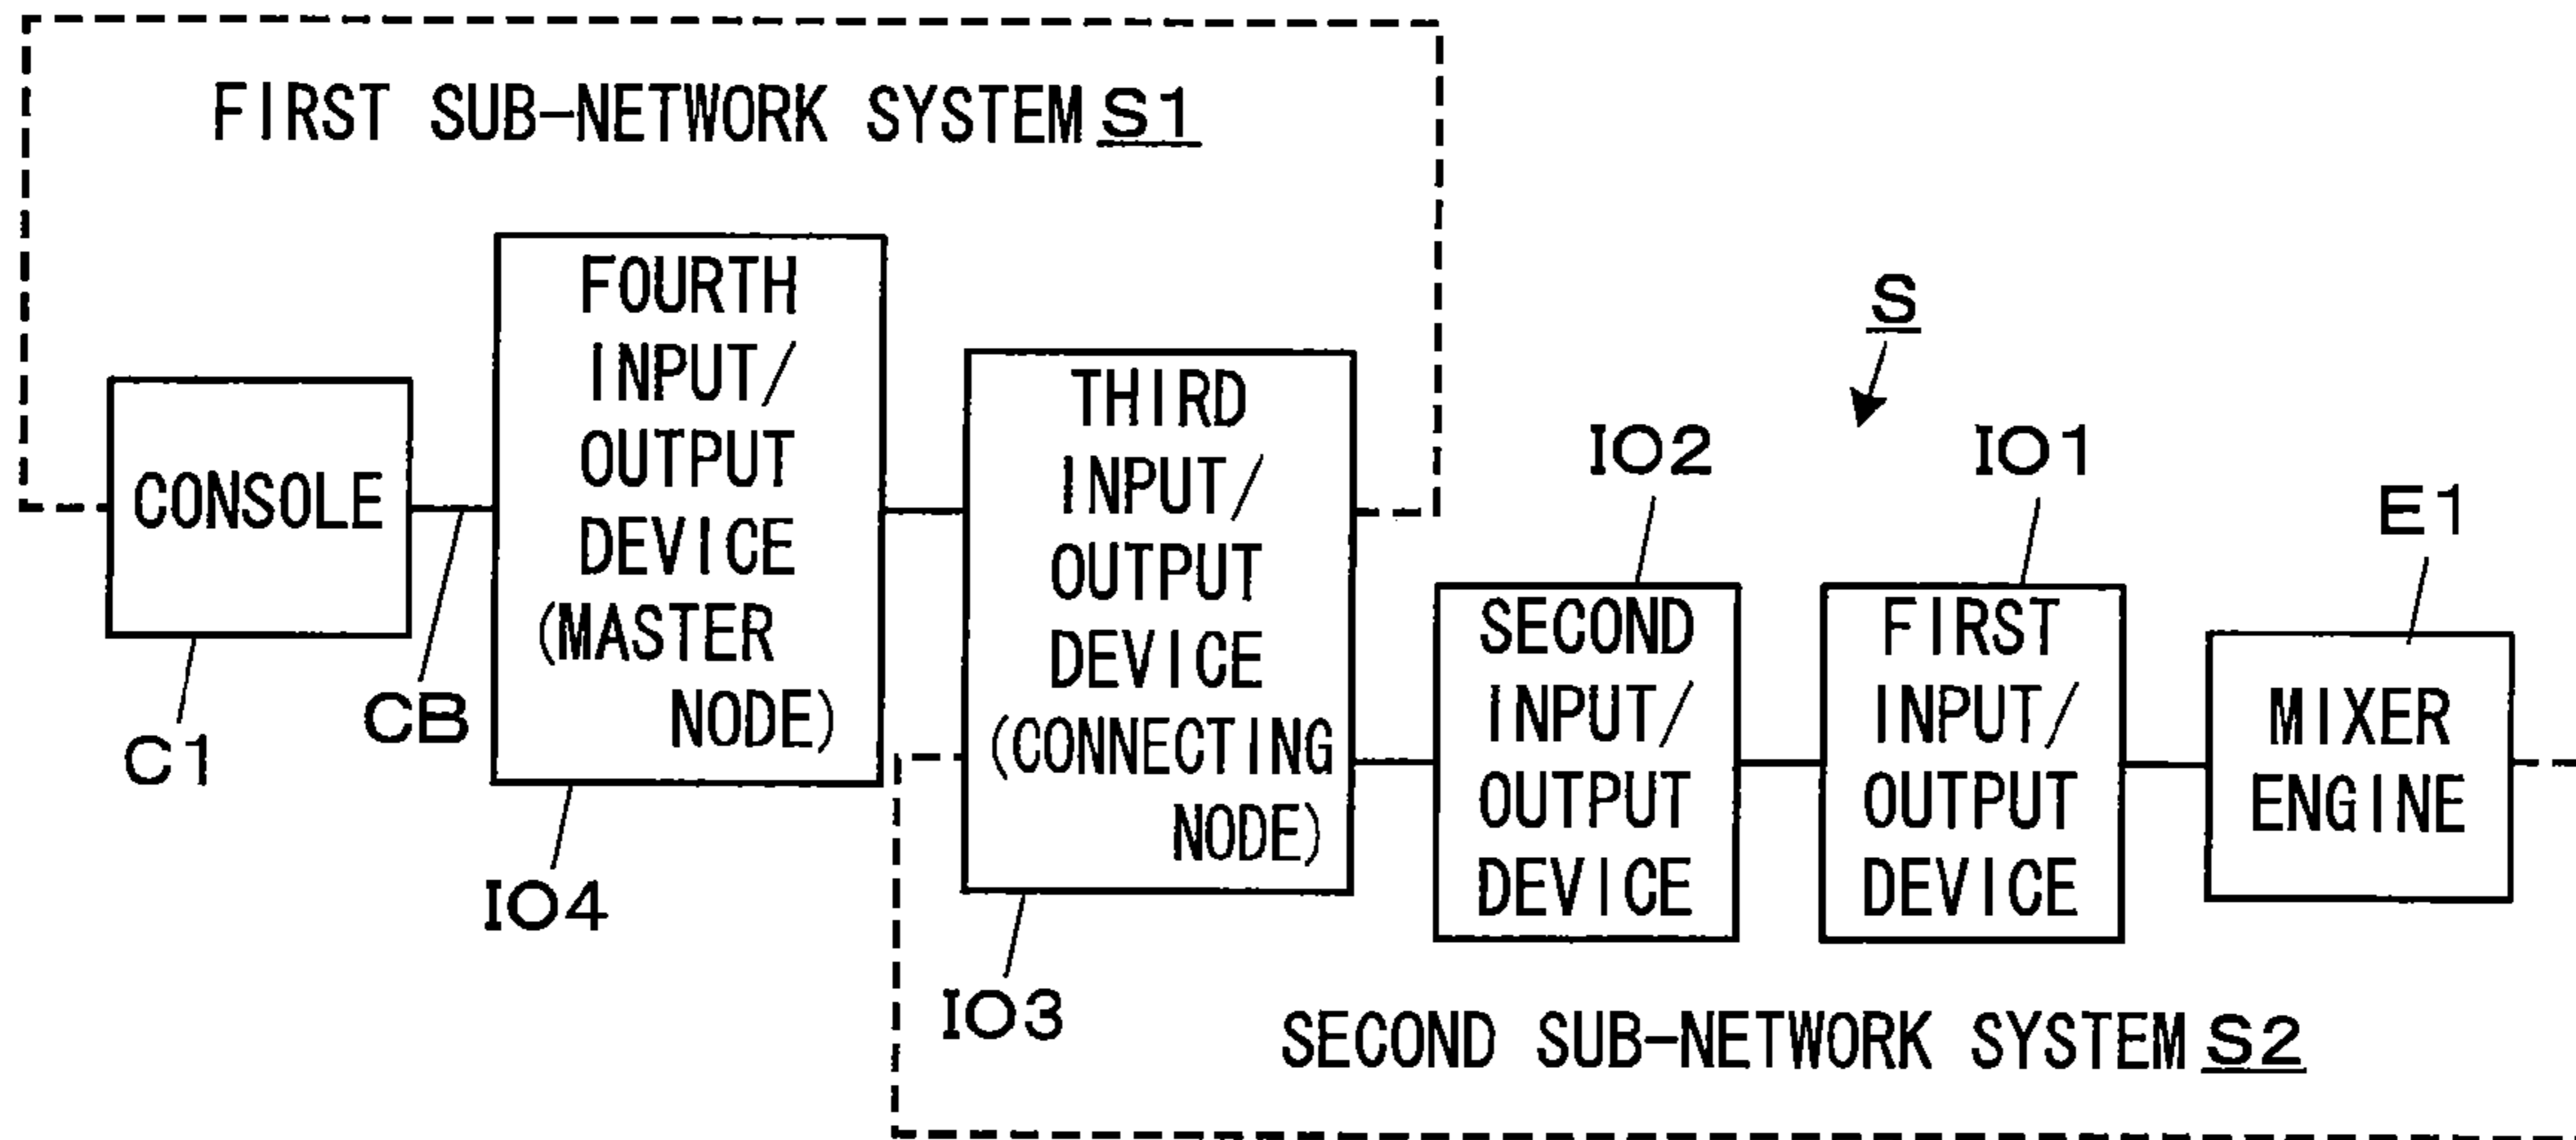 FIRST SUB-NETWORK SYSTEM S1
CONSOLE
C1
CB
FOURTH
INPUT/
OUTPUT
DEVICE
(MASTER
NODE)
IO4
THIRD
INPUT/
OUTPUT
DEVICE
(CONNECTING
NODE)
IO3
S
IO2
SECOND
INPUT/
OUTPUT
DEVICE
IO1
FIRST
INPUT/
OUTPUT
DEVICE
E1
MIXER
ENGINE
SECOND SUB-NETWORK SYSTEM S2